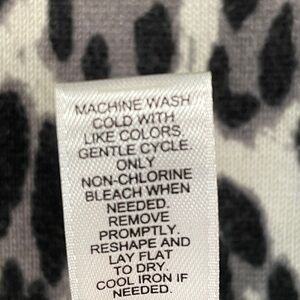 MACHINE WASH
COLD WITH
LIKE COLORS.
GENTLE CYCLE.
ONLY
NON-CHLORINE
BLEACH WHEN
NEEDED.
REMOVE
PROMPTLY.
RESHAPE AND
LAY FLAT
TO DRY.
COOL IRON IF
NEEDED.